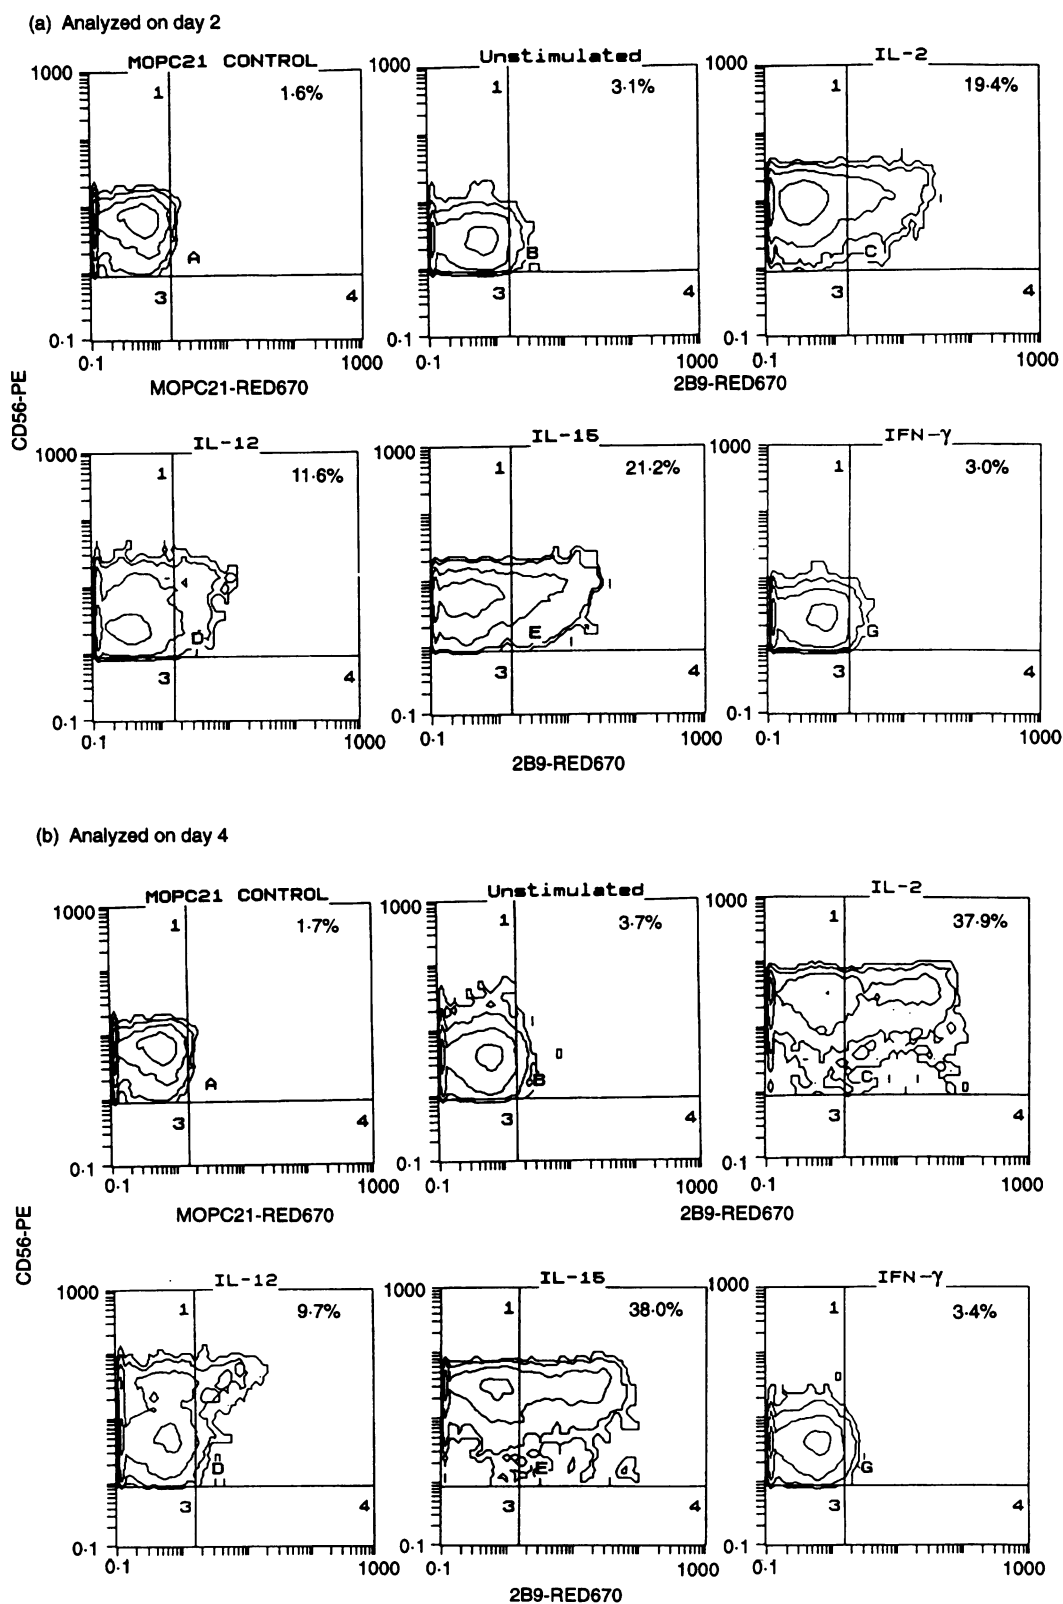 (a) Analyzed on day 2
MOPC21 CONTROL
1000
1
1·6%
A
3
4
0·1
0·1
1000
MOPC21-RED670
Unstimulated
1000
1
3·1%
B
3
4
0·1
0·1
1000
IL-2
1000
1
19·4%
C
3
4
0·1
0·1
1000
2B9-RED670
CD56-PE
IL-12
1000
1
11·6%
D
3
4
0·1
0·1
1000
IL-15
1000
1
21·2%
E
3
4
0·1
0·1
1000
2B9-RED670
IFN-γ
1000
1
3·0%
G
3
4
0·1
0·1
1000
(b) Analyzed on day 4
MOPC21 CONTROL
1000
1
1·7%
A
3
4
0·1
0·1
1000
MOPC21-RED670
Unstimulated
1000
1
3·7%
B
3
4
0·1
0·1
1000
IL-2
1000
1
37·9%
C
3
4
0·1
0·1
1000
2B9-RED670
CD56-PE
IL-12
1000
1
9·7%
D
3
4
0·1
0·1
1000
IL-15
1000
1
38·0%
E
3
4
0·1
0·1
1000
2B9-RED670
IFN-γ
1000
1
3·4%
G
3
4
0·1
0·1
1000